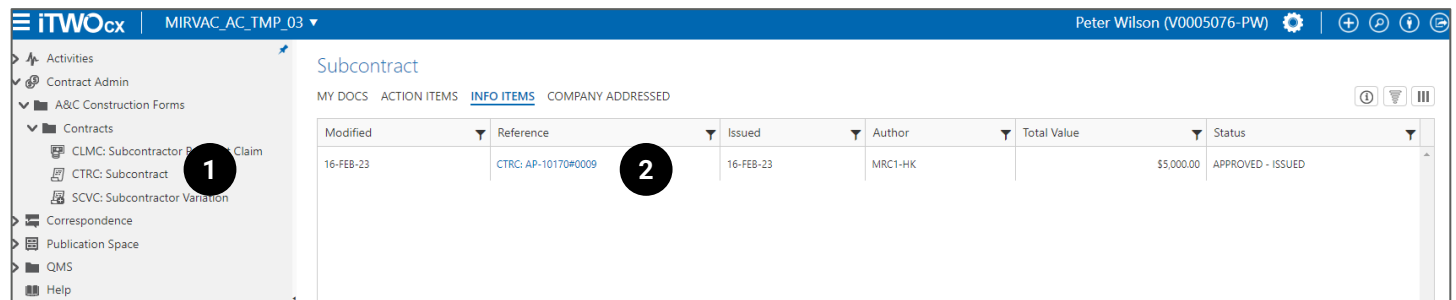 iTWOcx MIRVAC_AC_TMP_03 Peter Wilson (V0005076-PW)
Activities
Contract Admin
A&C Construction Forms
Contracts
CLMC: Subcontractor Claim
CTRC: Subcontract
SCVC: Subcontractor Variation
Correspondence
Publication Space
QMS
Help
1
Subcontract
MY DOCS ACTION ITEMS INFO ITEMS COMPANY ADDRESSED
Modified Reference Issued Author Total Value Status
16-FEB-23 CTRC: AP-10170#0009 16-FEB-23 MRC1-HK $5,000.00 APPROVED - ISSUED
2